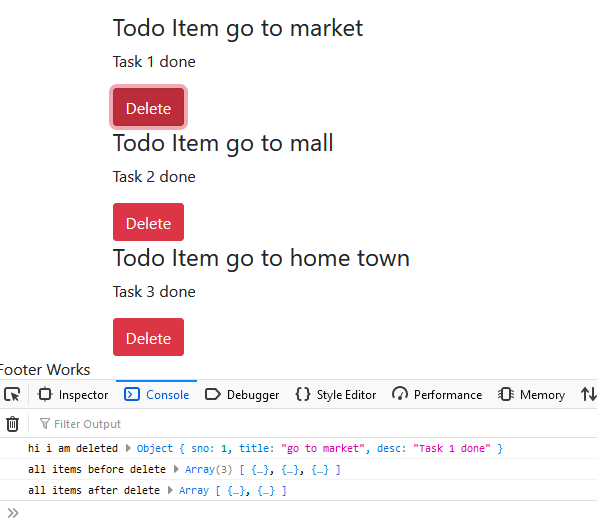 Todo Item go to market
Task 1 done
Delete
Todo Item go to mall
Task 2 done
Delete
Todo Item go to home town
Task 3 done
Delete
Footer Works
Inspector Console Debugger {} Style Editor Performance Memory
Filter Output
hi i am deleted ▶ Object { sno: 1, title: "go to market", desc: "Task 1 done" }
all items before delete ▶ Array(3) [ {…}, {…}, {…} ]
all items after delete ▶ Array [ {…}, {…} ]
»